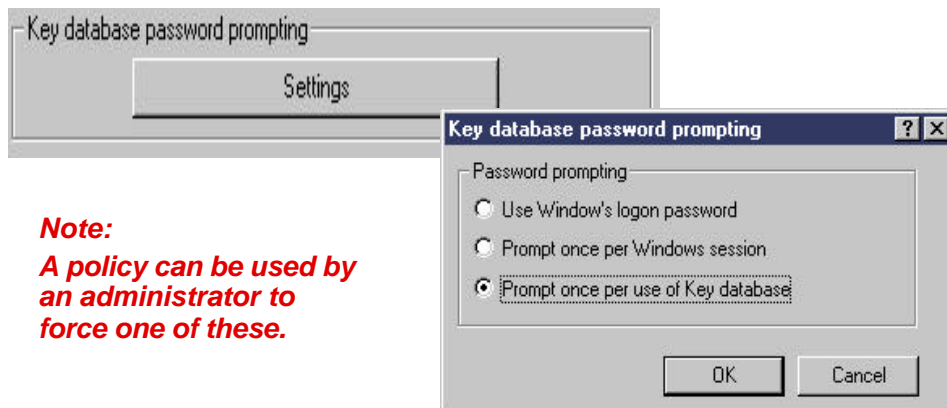 Key database password prompting
Settings
Key database password prompting
Password prompting
Use Window's logon password
Prompt once per Windows session
Prompt once per use of Key database
OK
Cancel
Note:
A policy can be used by
an administrator to
force one of these.